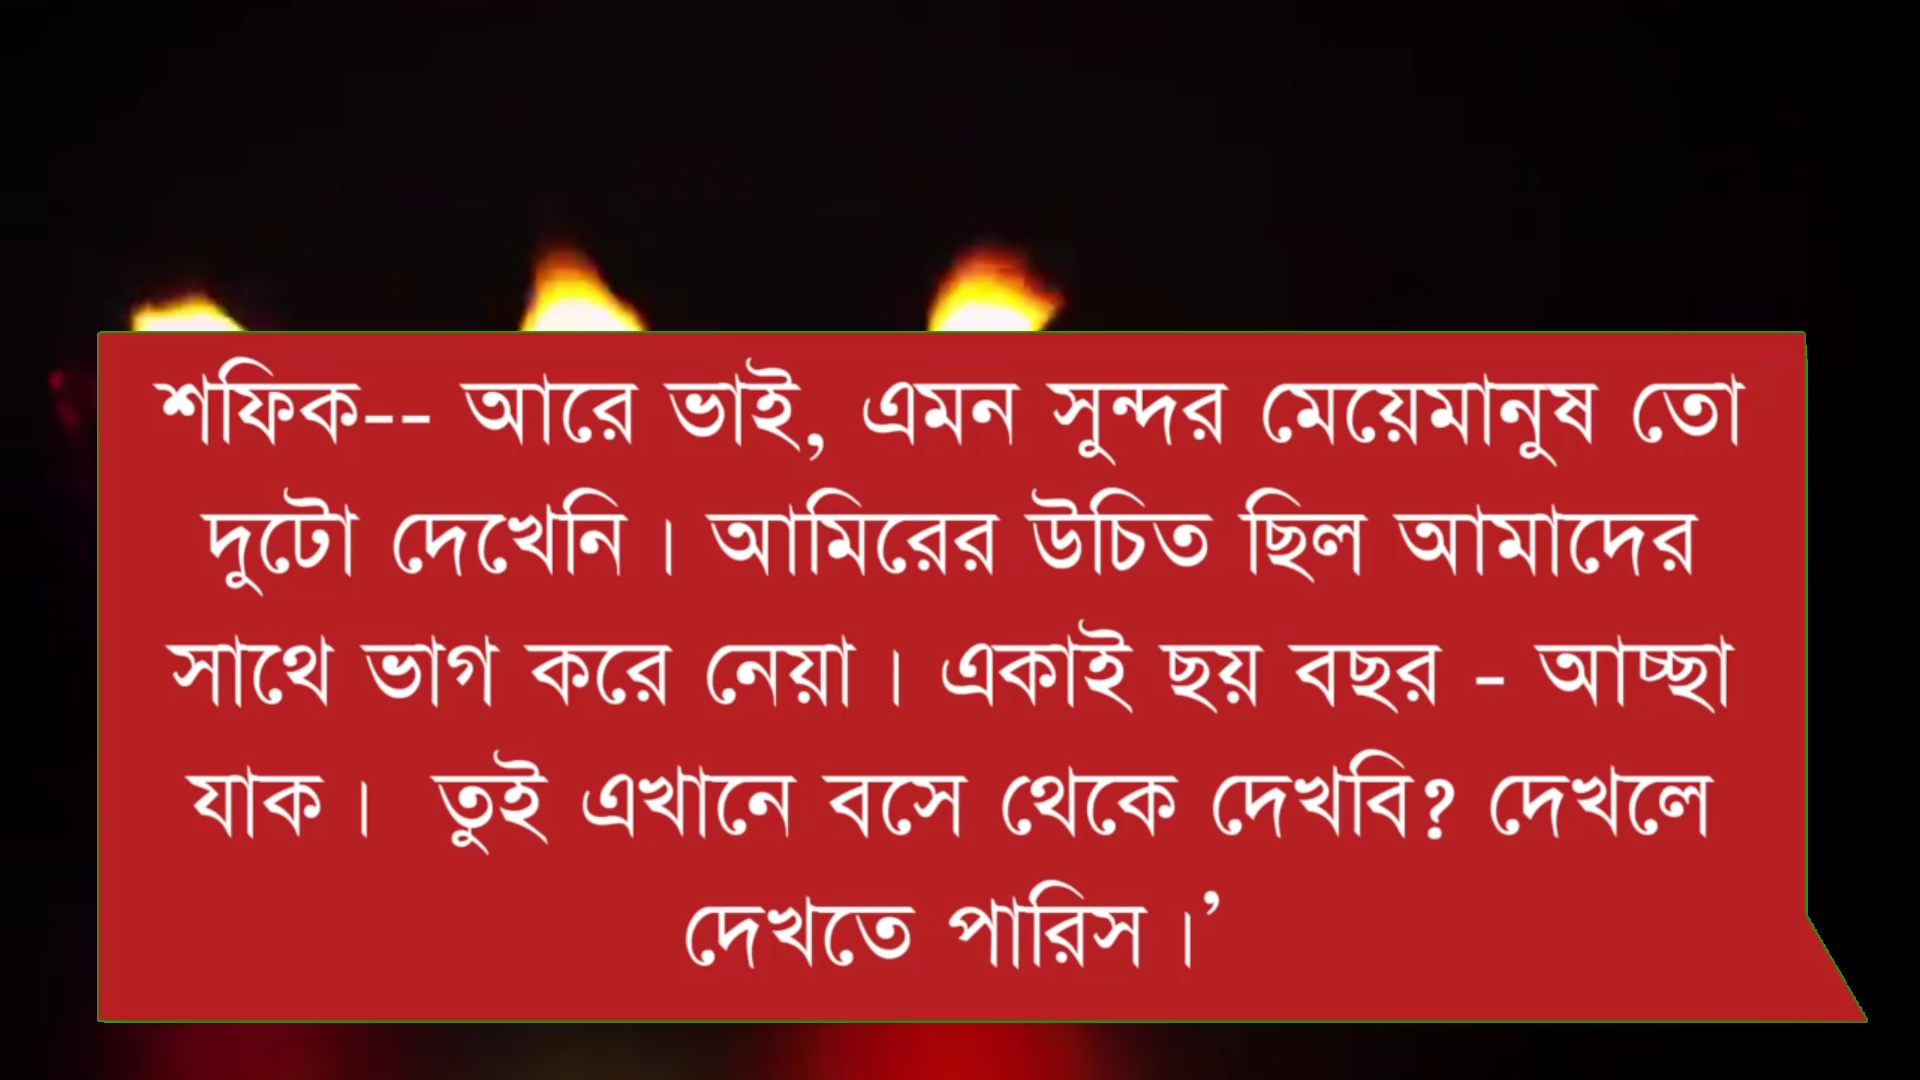 শফিক-- আরে ভাই, এমন সুন্দর মেয়েমানুষ তো
দুটো দেখেনি। আমিরের উচিত ছিল আমাদের
সাথে ভাগ করে নেয়া। একাই ছয় বছর - আচ্ছা
যাক।  তুই এখানে বসে থেকে দেখবি? দেখলে
দেখতে পারিস।’